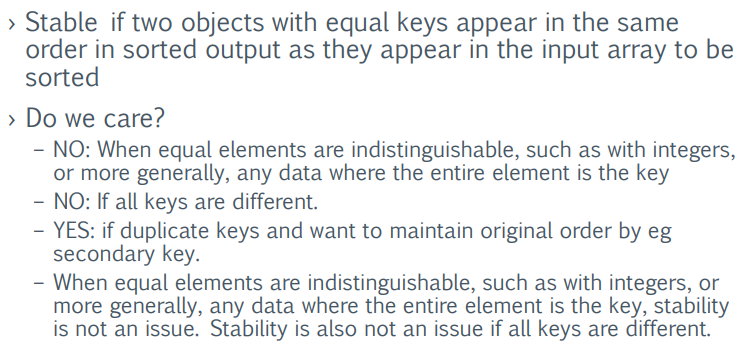 › Stable if two objects with equal keys appear in the same
order in sorted output as they appear in the input array to be
sorted
› Do we care?
– NO: When equal elements are indistinguishable, such as with integers,
or more generally, any data where the entire element is the key
– NO: If all keys are different.
– YES: if duplicate keys and want to maintain original order by eg
secondary key.
– When equal elements are indistinguishable, such as with integers, or
more generally, any data where the entire element is the key, stability
is not an issue. Stability is also not an issue if all keys are different.